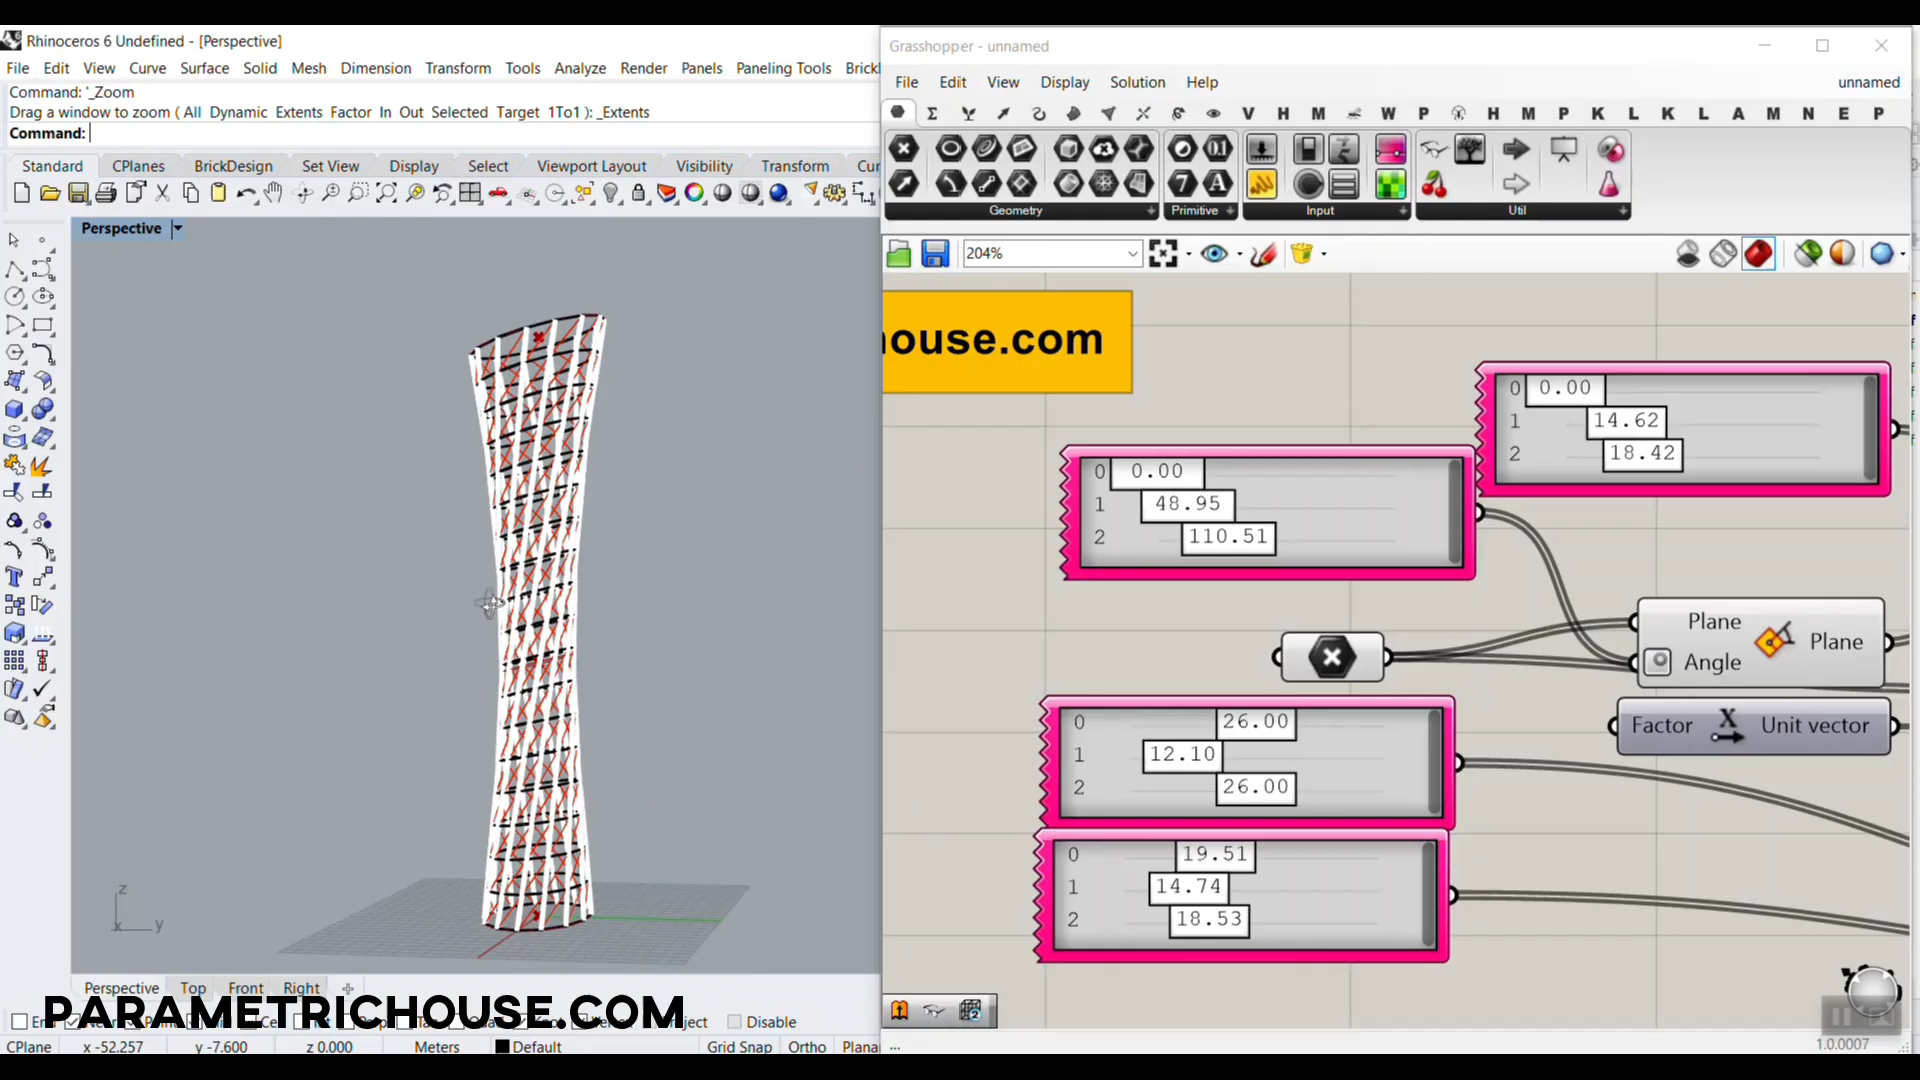 Rhinoceros 6 Undefined - [Perspective]
File Edit View Curve Surface Solid Mesh Dimension Transform Tools Analyze Render Panels Paneling Tools Brick
Command: '_Zoom
Drag a window to zoom ( All Dynamic Extents Factor In Out Selected Target 1To1 ): _Extents
Command:
Standard CPlanes BrickDesign Set View Display Select Viewport Layout Visibility Transform Cu
Perspective
z
x y
Perspective Top Front Right
PARAMETRICHOUSE.COM
Disable
CPlane x -52.257 y -7.600 z 0.000 Meters Default Grid Snap Ortho Planar
Grasshopper - unnamed
File Edit View Display Solution Help unnamed
V H M W P H M P K L K L A M N E P
Geometry Primitive Input Util
204%
house.com
0 0.00
1 14.62
2 18.42
0 0.00
1 48.95
2 110.51
Plane
Angle
Plane
Factor X Unit vector
0 26.00
1 12.10
2 26.00
0 19.51
1 14.74
2 18.53
...
1.0.0007